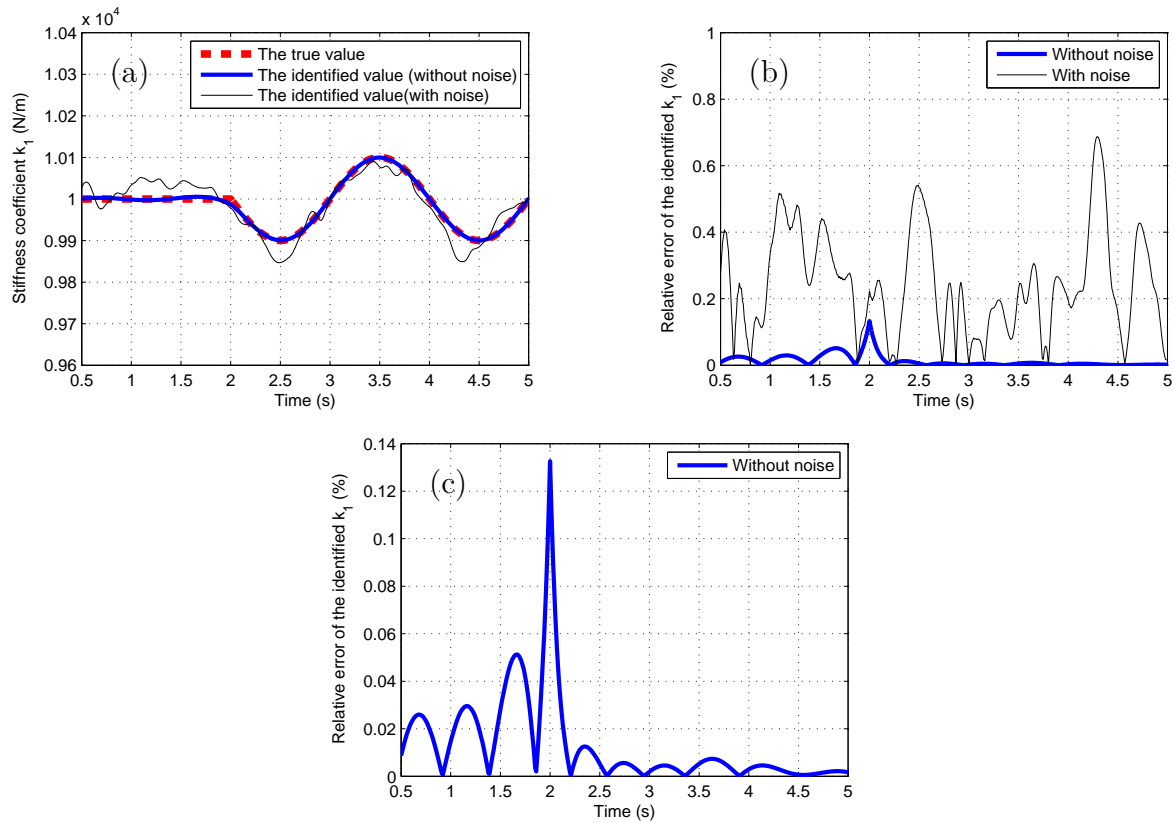 x 10^4
1.04
1.03
1.02
1.01
1
0.99
0.98
0.97
0.96
0.5 1 1.5 2 2.5 3 3.5 4 4.5 5
Time (s)
Stiffness coefficient k_1 (N/m)
(a)
The true value
The identified value (without noise)
The identified value(with noise)
1
0.8
0.6
0.4
0.2
0
0.5 1 1.5 2 2.5 3 3.5 4 4.5 5
Time (s)
Relative error of the identified k_1 (%)
(b)
Without noise
With noise
0.14
0.12
0.1
0.08
0.06
0.04
0.02
0
0.5 1 1.5 2 2.5 3 3.5 4 4.5 5
Time (s)
Relative error of the identified k_1 (%)
(c)
Without noise